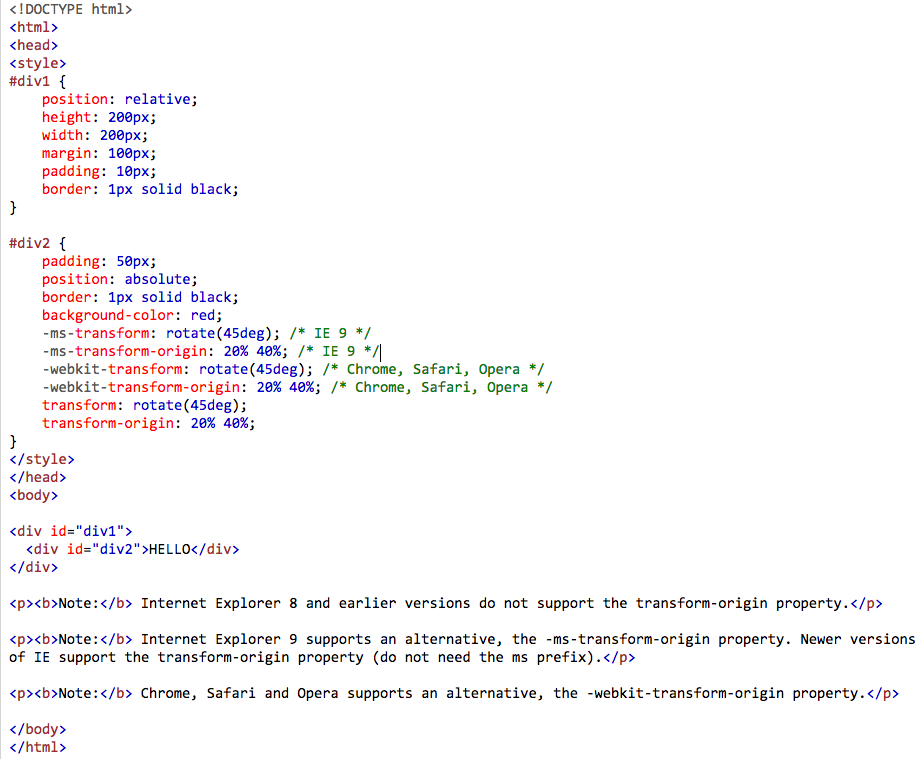 <!DOCTYPE html>
<html>
<head>
<style>
#div1 {
    position: relative;
    height: 200px;
    width: 200px;
    margin: 100px;
    padding: 10px;
    border: 1px solid black;
}

#div2 {
    padding: 50px;
    position: absolute;
    border: 1px solid black;
    background-color: red;
    -ms-transform: rotate(45deg); /* IE 9 */
    -ms-transform-origin: 20% 40%; /* IE 9 */
    -webkit-transform: rotate(45deg); /* Chrome, Safari, Opera */
    -webkit-transform-origin: 20% 40%; /* Chrome, Safari, Opera */
    transform: rotate(45deg);
    transform-origin: 20% 40%;
}
</style>
</head>
<body>

<div id="div1">
  <div id="div2">HELLO</div>
</div>

<p><b>Note:</b> Internet Explorer 8 and earlier versions do not support the transform-origin property.</p>

<p><b>Note:</b> Internet Explorer 9 supports an alternative, the -ms-transform-origin property. Newer versions
of IE support the transform-origin property (do not need the ms prefix).</p>

<p><b>Note:</b> Chrome, Safari and Opera supports an alternative, the -webkit-transform-origin property.</p>

</body>
</html>